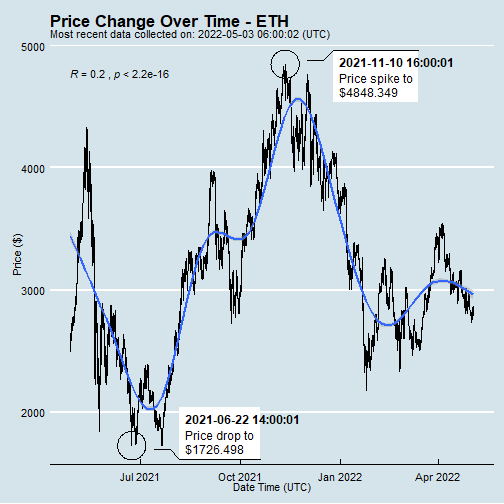 Price Change Over Time - ETH
Most recent data collected on: 2022-05-03 06:00:02 (UTC)
5000
2021-11-10 16:00:01
Price spike to
$4848.349
R = 0.2 , p < 2.2e-16
4000
Price ($)
3000
2000
2021-06-22 14:00:01
Price drop to
$1726.498
Jul 2021
Oct 2021
Jan 2022
Apr 2022
Date Time (UTC)